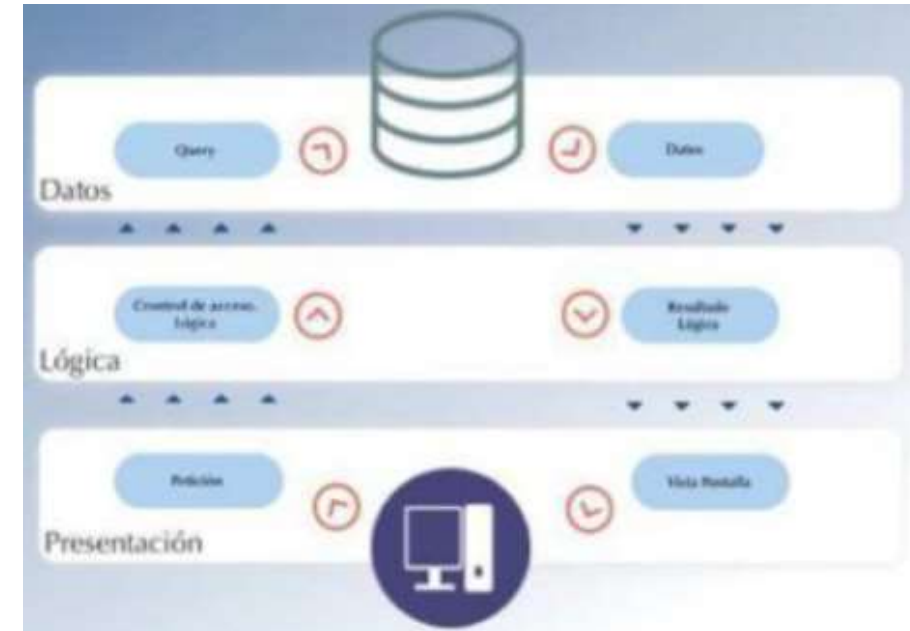 Query
Datos
Datos
Control de acceso.
Lógica
Resultado
Lógica
Lógica
Petición
Vista Pantalla
Presentación